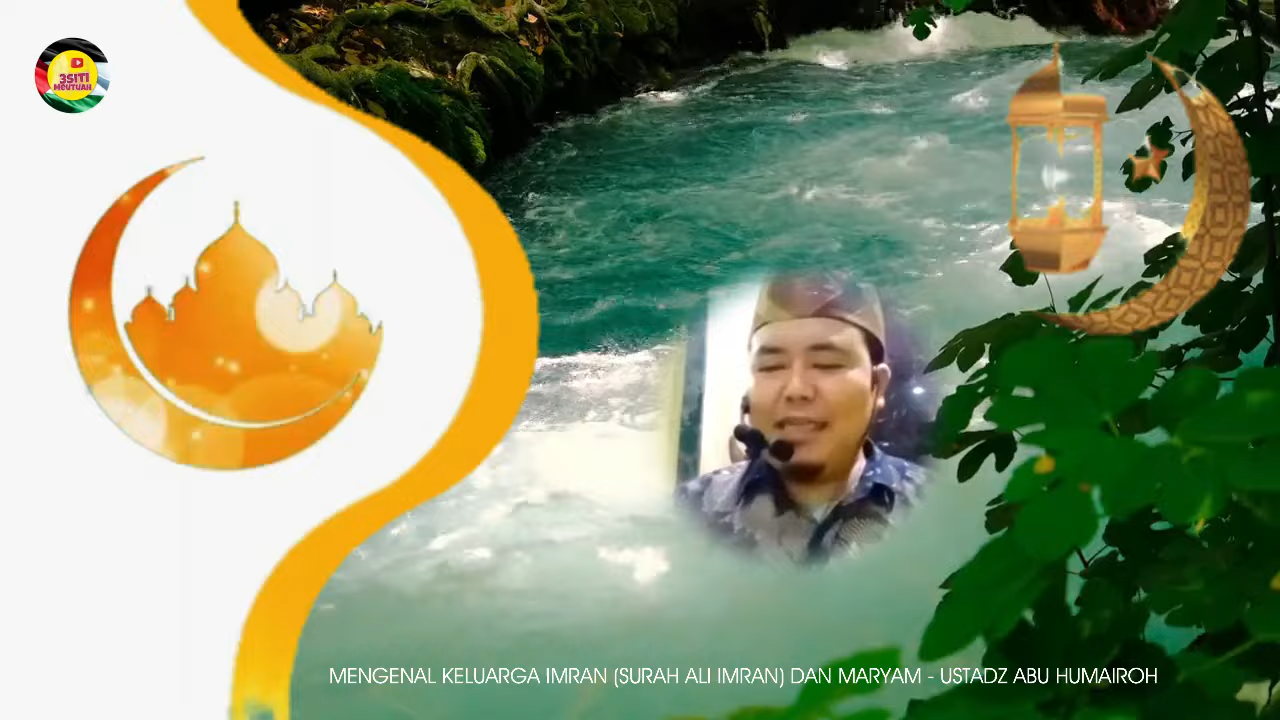 3SITI
MEUTUAH
MENGENAL KELUARGA IMRAN (SURAH ALI IMRAN) DAN MARYAM - USTADZ ABU HUMAIROH